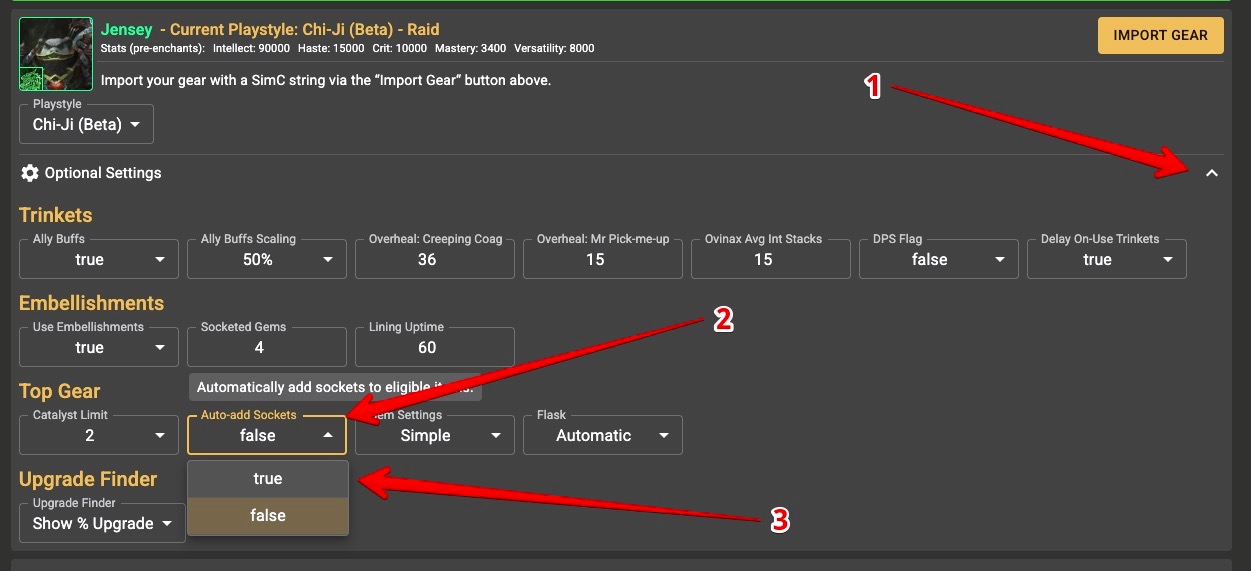 Jensey - Current Playstyle: Chi-Ji (Beta) - Raid
IMPORT GEAR
Stats (pre-enchants): Intellect: 90000 Haste: 15000 Crit: 10000 Mastery: 3400 Versatility: 8000
Import your gear with a SimC string via the “Import Gear” button above.
1
Playstyle
Chi-Ji (Beta)
Optional Settings
Trinkets
Ally Buffs Ally Buffs Scaling Overheal: Creeping Coag Overheal: Mr Pick-me-up Ovinax Avg Int Stacks DPS Flag Delay On-Use Trinkets
true 50% 36 15 15 false true
Embellishments
2
Use Embellishments Socketed Gems Lining Uptime
true 4 60
Top Gear
Automatically add sockets to eligible
Catalyst Limit Auto-add Sockets Settings Flask
2 false Simple Automatic
Upgrade Finder
true
Upgrade Finder
false
Show % Upgrade
3